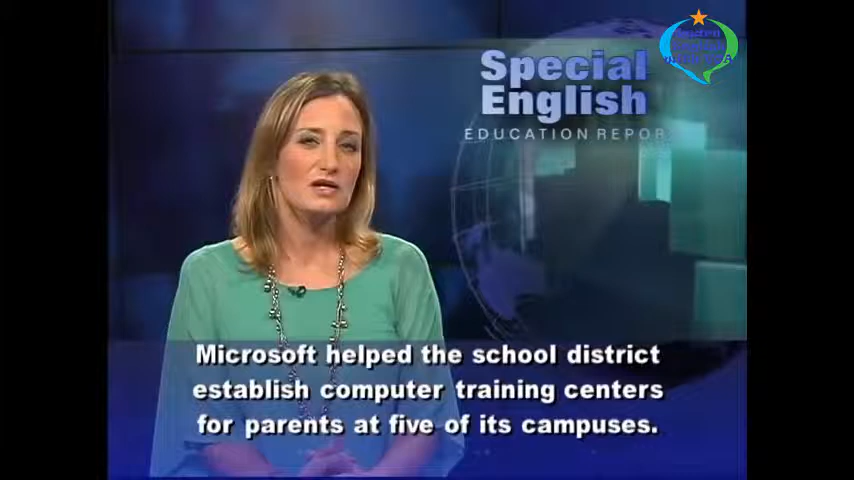 Special
English
EDUCATION REPORT
Microsoft helped the school district
establish computer training centers
for parents at five of its campuses.